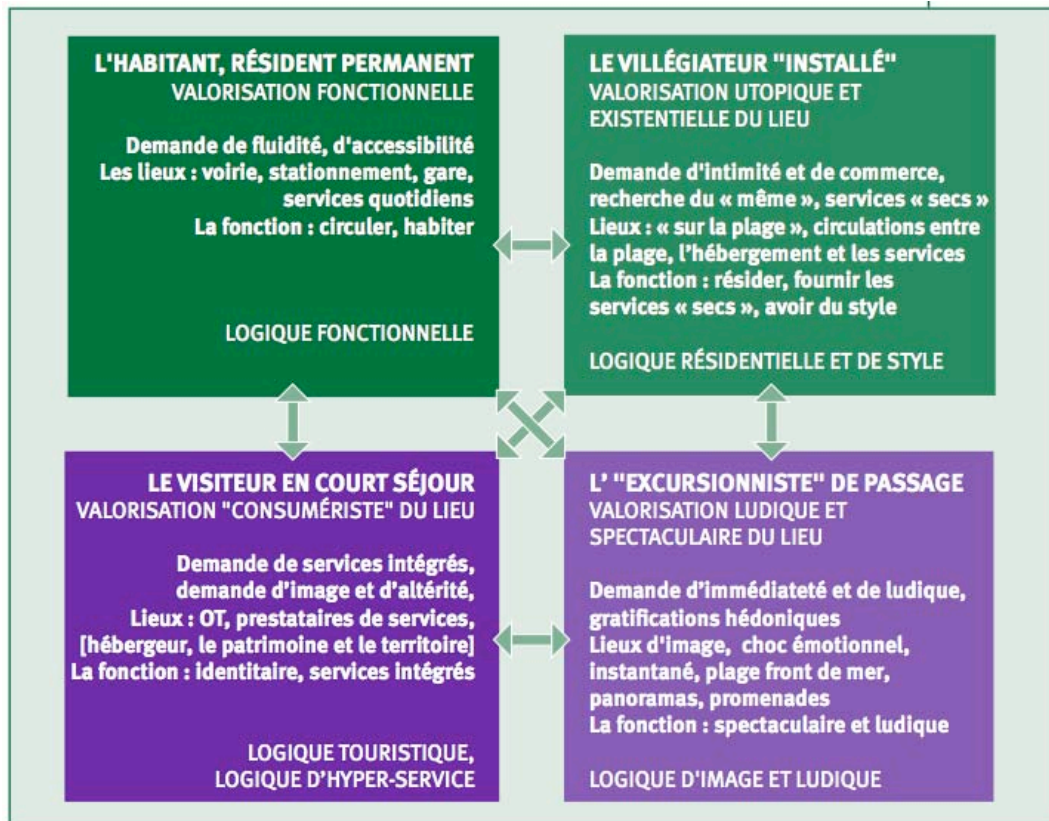 L'HABITANT, RÉSIDENT PERMANENT
VALORISATION FONCTIONNELLE
Demande de fluidité, d'accessibilité
Les lieux : voirie, stationnement, gare,
services quotidiens
La fonction : circuler, habiter
LOGIQUE FONCTIONNELLE
LE VILLÉGIATEUR "INSTALLÉ"
VALORISATION UTOPIQUE ET
EXISTENTIELLE DU LIEU
Demande d'intimité et de commerce,
recherche du « même », services « secs »
Lieux : « sur la plage », circulations entre
la plage, l'hébergement et les services
La fonction : résider, fournir les
services « secs », avoir du style
LOGIQUE RÉSIDENTIELLE ET DE STYLE
LE VISITEUR EN COURT SÉJOUR
VALORISATION "CONSUMÉRISTE" DU LIEU
Demande de services intégrés,
demande d'image et d'altérité,
Lieux : OT, prestataires de services,
[hébergeur, le patrimoine et le territoire]
La fonction : identitaire, services intégrés
LOGIQUE TOURISTIQUE,
LOGIQUE D'HYPER-SERVICE
L' "EXCURSIONNISTE" DE PASSAGE
VALORISATION LUDIQUE ET
SPECTACULAIRE DU LIEU
Demande d'immédiateté et de ludique,
gratifications hédoniques
Lieux d'image, choc émotionnel,
instantané, plage front de mer,
panoramas, promenades
La fonction : spectaculaire et ludique
LOGIQUE D'IMAGE ET LUDIQUE